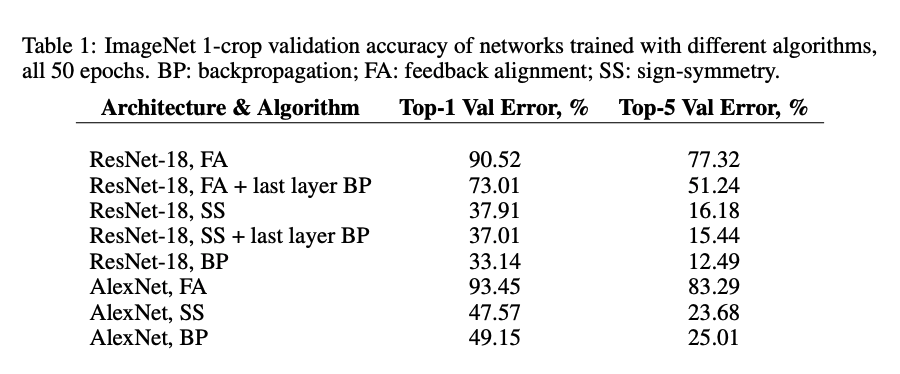 Table 1: ImageNet 1-crop validation accuracy of networks trained with different algorithms,
all 50 epochs. BP: backpropagation; FA: feedback alignment; SS: sign-symmetry.
Architecture & Algorithm Top-1 Val Error, % Top-5 Val Error, %
ResNet-18, FA 90.52 77.32
ResNet-18, FA + last layer BP 73.01 51.24
ResNet-18, SS 37.91 16.18
ResNet-18, SS + last layer BP 37.01 15.44
ResNet-18, BP 33.14 12.49
AlexNet, FA 93.45 83.29
AlexNet, SS 47.57 23.68
AlexNet, BP 49.15 25.01